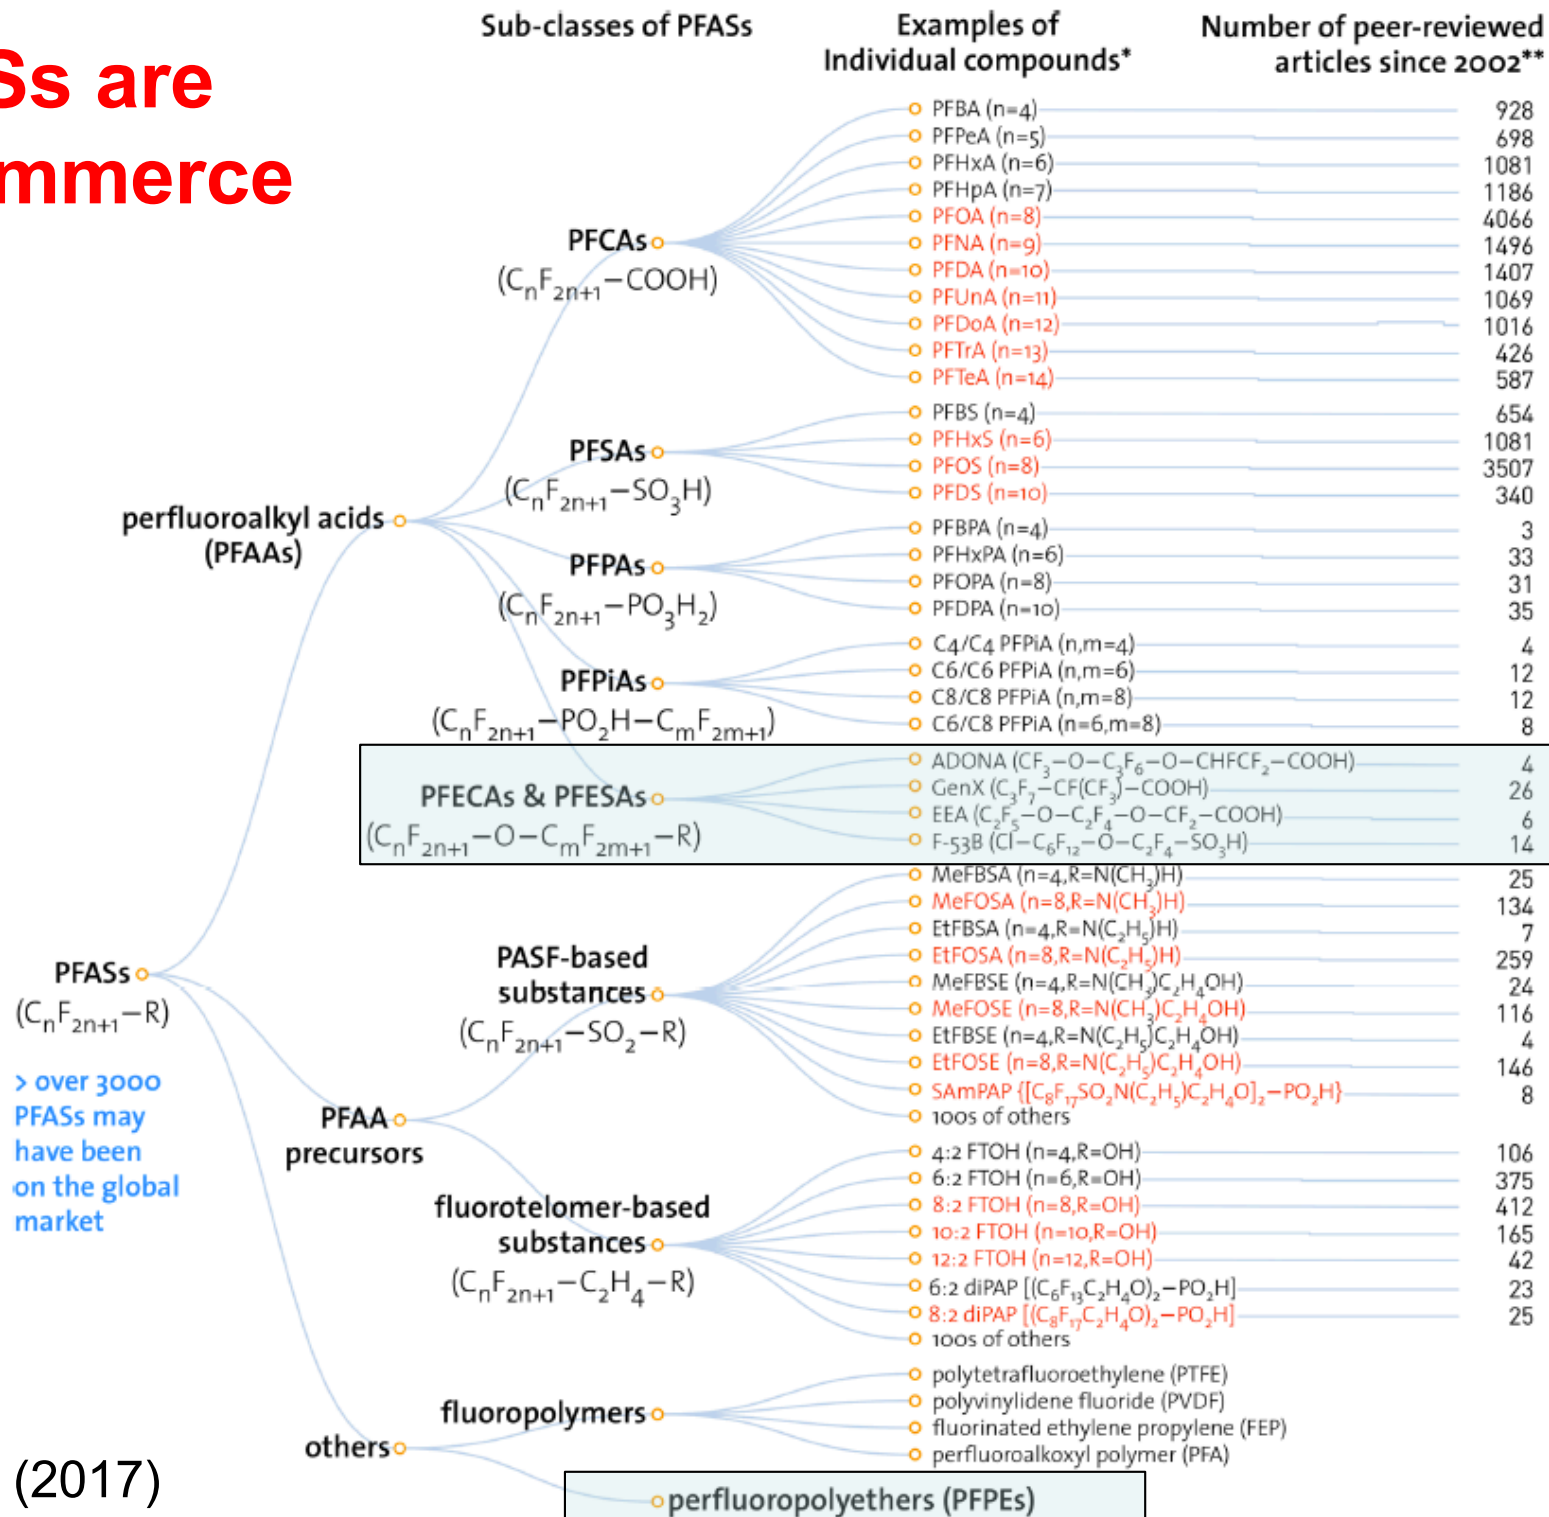 Ss are
mmerce
Sub-classes of PFASs
Examples of
Individual compounds*
Number of peer-reviewed
articles since 2002**
PFASs
(CₙF₂ₙ₊₁–R)
> over 3000
PFASs may
have been
on the global
market
perfluoroalkyl acids
(PFAAs)
PFCAs
(CₙF₂ₙ₊₁–COOH)
PFBA (n=4) 928
PFPeA (n=5) 698
PFHxA (n=6) 1081
PFHpA (n=7) 1186
PFOA (n=8) 4066
PFNA (n=9) 1496
PFDA (n=10) 1407
PFUnA (n=11) 1069
PFDoA (n=12) 1016
PFTrA (n=13) 426
PFTeA (n=14) 587
PFSAs
(CₙF₂ₙ₊₁–SO₃H)
PFBS (n=4) 654
PFHxS (n=6) 1081
PFOS (n=8) 3507
PFDS (n=10) 340
PFPAs
(CₙF₂ₙ₊₁–PO₃H₂)
PFBPA (n=4) 3
PFHxPA (n=6) 33
PFOPA (n=8) 31
PFDPA (n=10) 35
PFPiAs
(CₙF₂ₙ₊₁–PO₂H–CₘF₂ₘ₊₁)
C4/C4 PFPiA (n,m=4) 4
C6/C6 PFPiA (n,m=6) 12
C8/C8 PFPiA (n,m=8) 12
C6/C8 PFPiA (n=6,m=8) 8
PFECAs & PFESAs
(CₙF₂ₙ₊₁–O–CₘF₂ₘ₊₁–R)
ADONA (CF₃–O–C₃F₆–O–CHFCF₂–COOH) 4
GenX (C₃F₇–CF(CF₃)–COOH) 26
EEA (C₂F₅–O–C₂F₄–O–CF₂–COOH) 6
F-53B (Cl–C₆F₁₂–O–C₂F₄–SO₃H) 14
PFAA
precursors
PASF-based
substances
(CₙF₂ₙ₊₁–SO₂–R)
MeFBSA (n=4,R=N(CH₃)H) 25
MeFOSA (n=8,R=N(CH₃)H) 134
EtFBSA (n=4,R=N(C₂H₅)H) 7
EtFOSA (n=8,R=N(C₂H₅)H) 259
MeFBSE (n=4,R=N(CH₃)C₂H₄OH) 24
MeFOSE (n=8,R=N(CH₃)C₂H₄OH) 116
EtFBSE (n=4,R=N(C₂H₅)C₂H₄OH) 4
EtFOSE (n=8,R=N(C₂H₅)C₂H₄OH) 146
SAmPAP {[C₈F₁₇SO₂N(C₂H₅)C₂H₄O]₂–PO₂H} 8
100s of others
fluorotelomer-based
substances
(CₙF₂ₙ₊₁–C₂H₄–R)
4:2 FTOH (n=4,R=OH) 106
6:2 FTOH (n=6,R=OH) 375
8:2 FTOH (n=8,R=OH) 412
10:2 FTOH (n=10,R=OH) 165
12:2 FTOH (n=12,R=OH) 42
6:2 diPAP [(C₆F₁₃C₂H₄O)₂–PO₂H] 23
8:2 diPAP [(C₈F₁₇C₂H₄O)₂–PO₂H] 25
100s of others
others
fluoropolymers
polytetrafluoroethylene (PTFE)
polyvinylidene fluoride (PVDF)
fluorinated ethylene propylene (FEP)
perfluoroalkoxyl polymer (PFA)
perfluoropolyethers (PFPEs)
(2017)